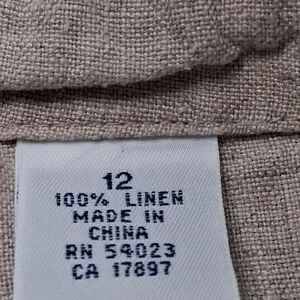 12
100% LINEN
MADE IN
CHINA
RN 54023
CA 17897